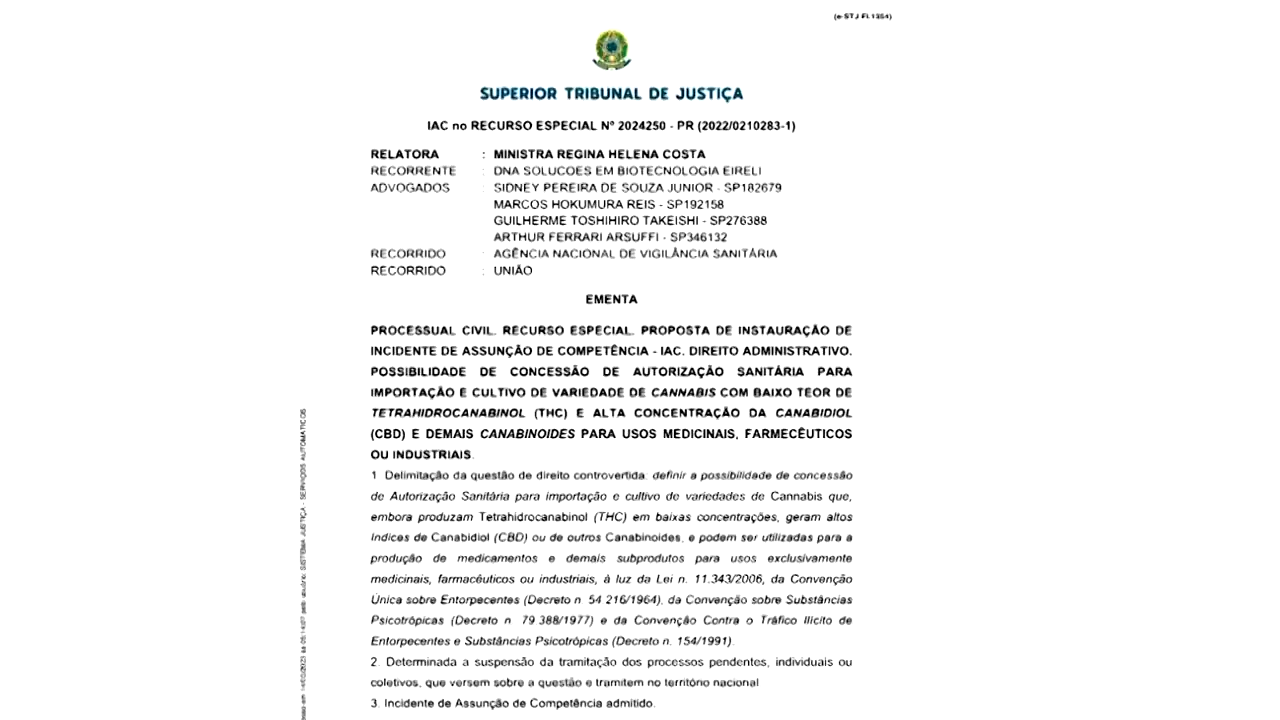 (e-STJ Fl.1354)
SUPERIOR TRIBUNAL DE JUSTIÇA
IAC no RECURSO ESPECIAL Nº 2024250 - PR (2022/0210283-1)
RELATORA : MINISTRA REGINA HELENA COSTA
RECORRENTE : DNA SOLUCOES EM BIOTECNOLOGIA EIRELI
ADVOGADOS : SIDNEY PEREIRA DE SOUZA JUNIOR - SP182679
MARCOS HOKUMURA REIS - SP192158
GUILHERME TOSHIHIRO TAKEISHI - SP276388
ARTHUR FERRARI ARSUFFI - SP346132
RECORRIDO : AGÊNCIA NACIONAL DE VIGILÂNCIA SANITÁRIA
RECORRIDO : UNIÃO
EMENTA
PROCESSUAL CIVIL. RECURSO ESPECIAL. PROPOSTA DE INSTAURAÇÃO DE
INCIDENTE DE ASSUNÇÃO DE COMPETÊNCIA - IAC. DIREITO ADMINISTRATIVO.
POSSIBILIDADE DE CONCESSÃO DE AUTORIZAÇÃO SANITÁRIA PARA
IMPORTAÇÃO E CULTIVO DE VARIEDADE DE CANNABIS COM BAIXO TEOR DE
TETRAHIDROCANABINOL (THC) E ALTA CONCENTRAÇÃO DA CANABIDIOL
(CBD) E DEMAIS CANABINOIDES PARA USOS MEDICINAIS, FARMECÊUTICOS
OU INDUSTRIAIS.
1 Delimitação da questão de direito controvertida: definir a possibilidade de concessão
de Autorização Sanitária para importação e cultivo de variedades de Cannabis que,
embora produzam Tetrahidrocanabinol (THC) em baixas concentrações, geram altos
índices de Canabidiol (CBD) ou de outros Canabinoides, e podem ser utilizadas para a
produção de medicamentos e demais subprodutos para usos exclusivamente
medicinais, farmacêuticos ou industriais, à luz da Lei n. 11.343/2006, da Convenção
Única sobre Entorpecentes (Decreto n. 54.216/1964), da Convenção sobre Substâncias
Psicotrópicas (Decreto n. 79.388/1977) e da Convenção Contra o Tráfico Ilícito de
Entorpecentes e Substâncias Psicotrópicas (Decreto n. 154/1991).
2. Determinada a suspensão da tramitação dos processos pendentes, individuais ou
coletivos, que versem sobre a questão e tramitem no território nacional
3. Incidente de Assunção de Competência admitido.
SISTEMA JUSTIÇA - SERVIÇOS AUTOMÁTICOS